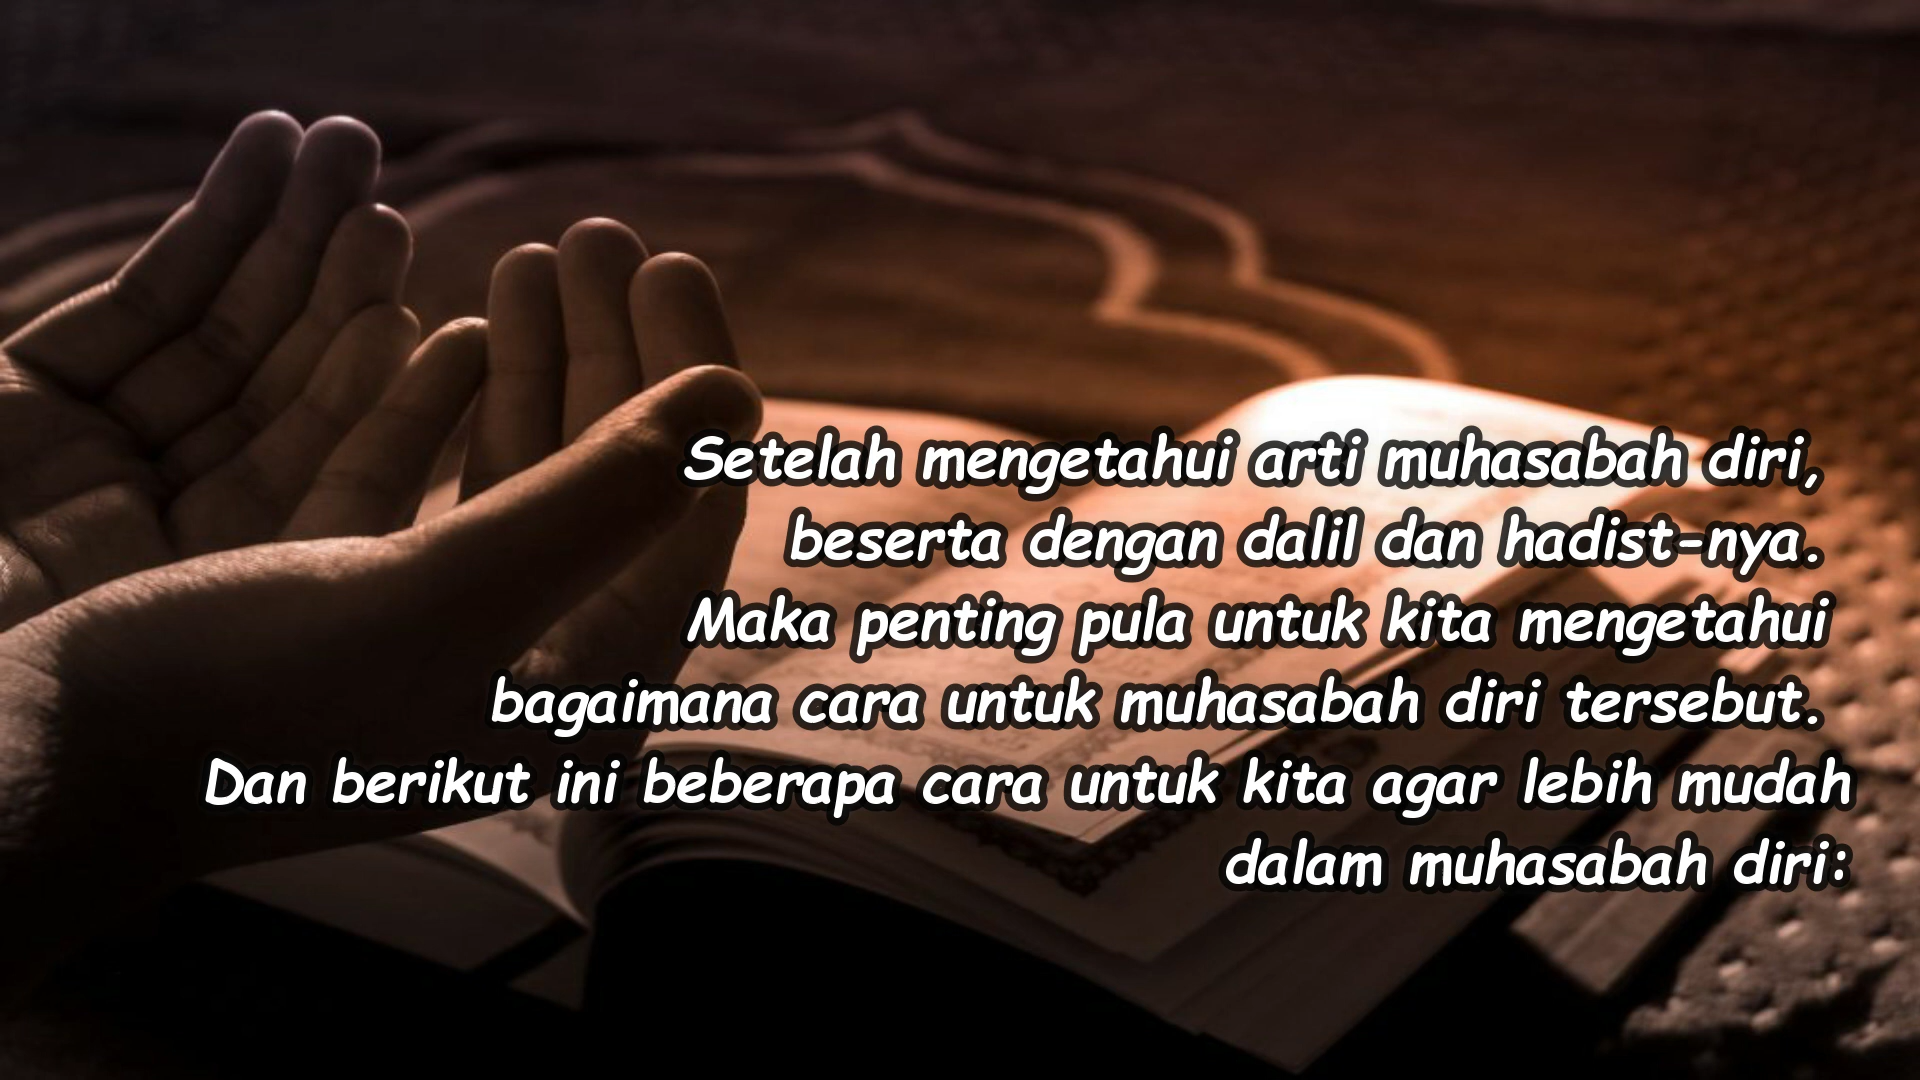 Setelah mengetahui arti muhasabah diri,
beserta dengan dalil dan hadist-nya.
Maka penting pula untuk kita mengetahui
bagaimana cara untuk muhasabah diri tersebut.
Dan berikut ini beberapa cara untuk kita agar lebih mudah
dalam muhasabah diri: